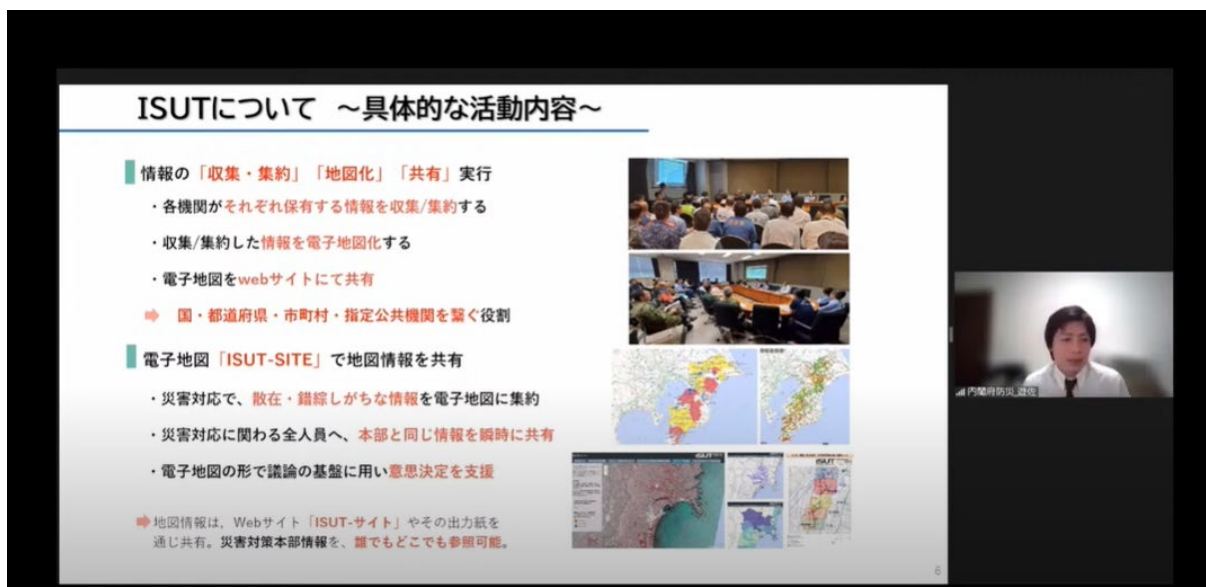 ISUTについて ～具体的な活動内容～
情報の「収集・集約」「地図化」「共有」実行
・各機関がそれぞれ保有する情報を収集/集約する
・収集/集約した情報を電子地図化する
・電子地図をwebサイトにて共有
国・都道府県・市町村・指定公共機関を繋ぐ役割
電子地図「ISUT-SITE」で地図情報を共有
・災害対応で、散在・錯綜しがちな情報を電子地図に集約
・災害対応に関わる全人員へ、本部と同じ情報を瞬時に共有
・電子地図の形で議論の基盤に用い意思決定を支援
地図情報は、Webサイト「ISUT-サイト」やその出力紙を
通じ共有。災害対策本部情報を、誰でもどこでも参照可能。
ISUT
ISUT
6
内閣府防災_遊佐